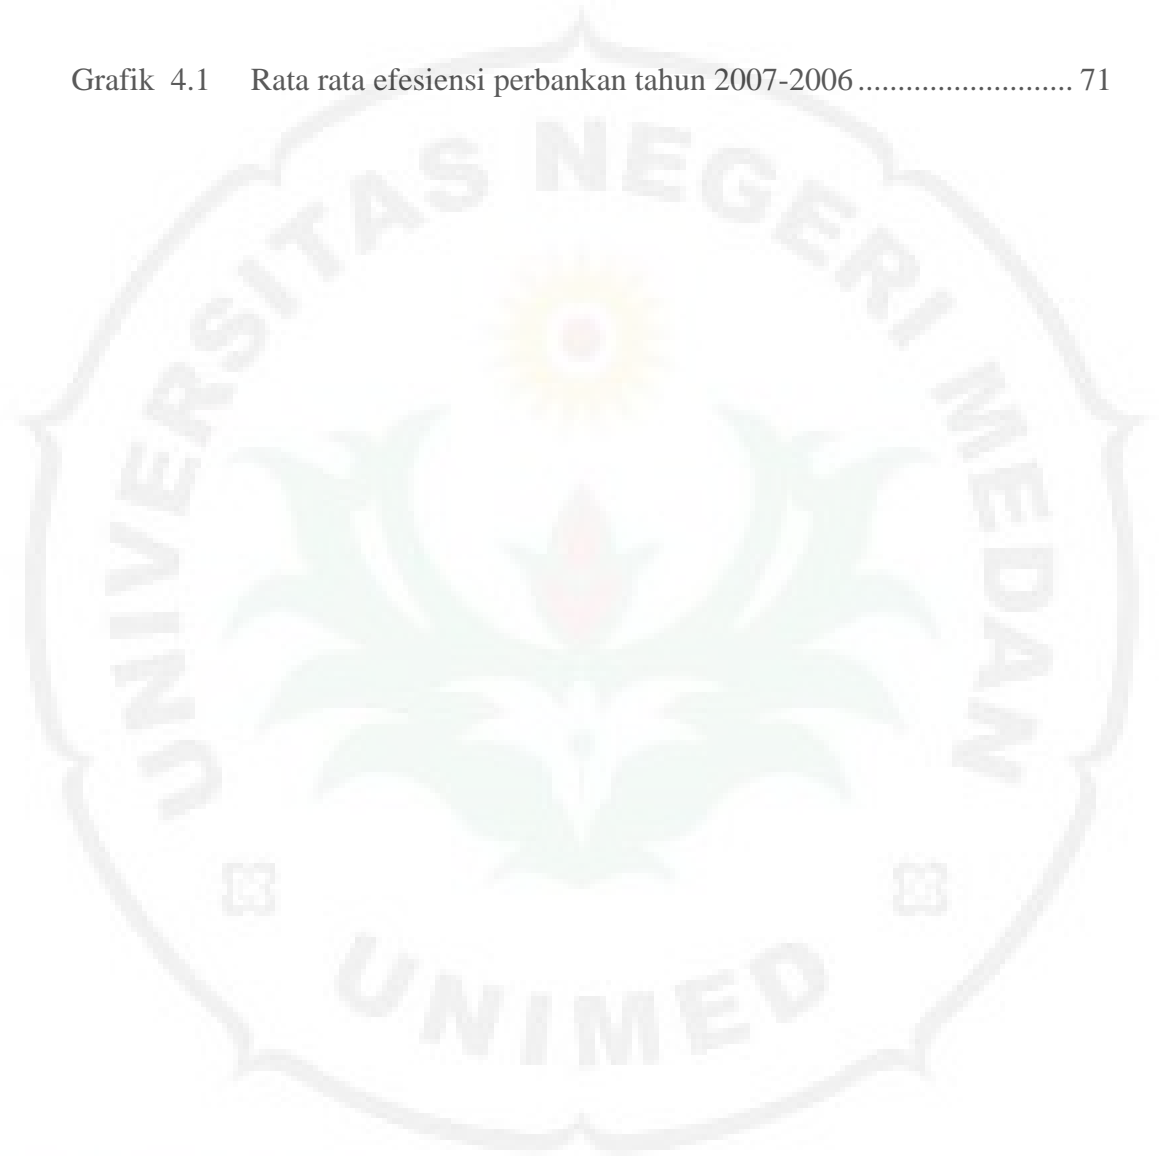 Grafik 4.1 Rata rata efesiensi perbankan tahun 2007-2006 ........................... 71
UNIVERSITAS NEGERI MEDAN
UNIMED